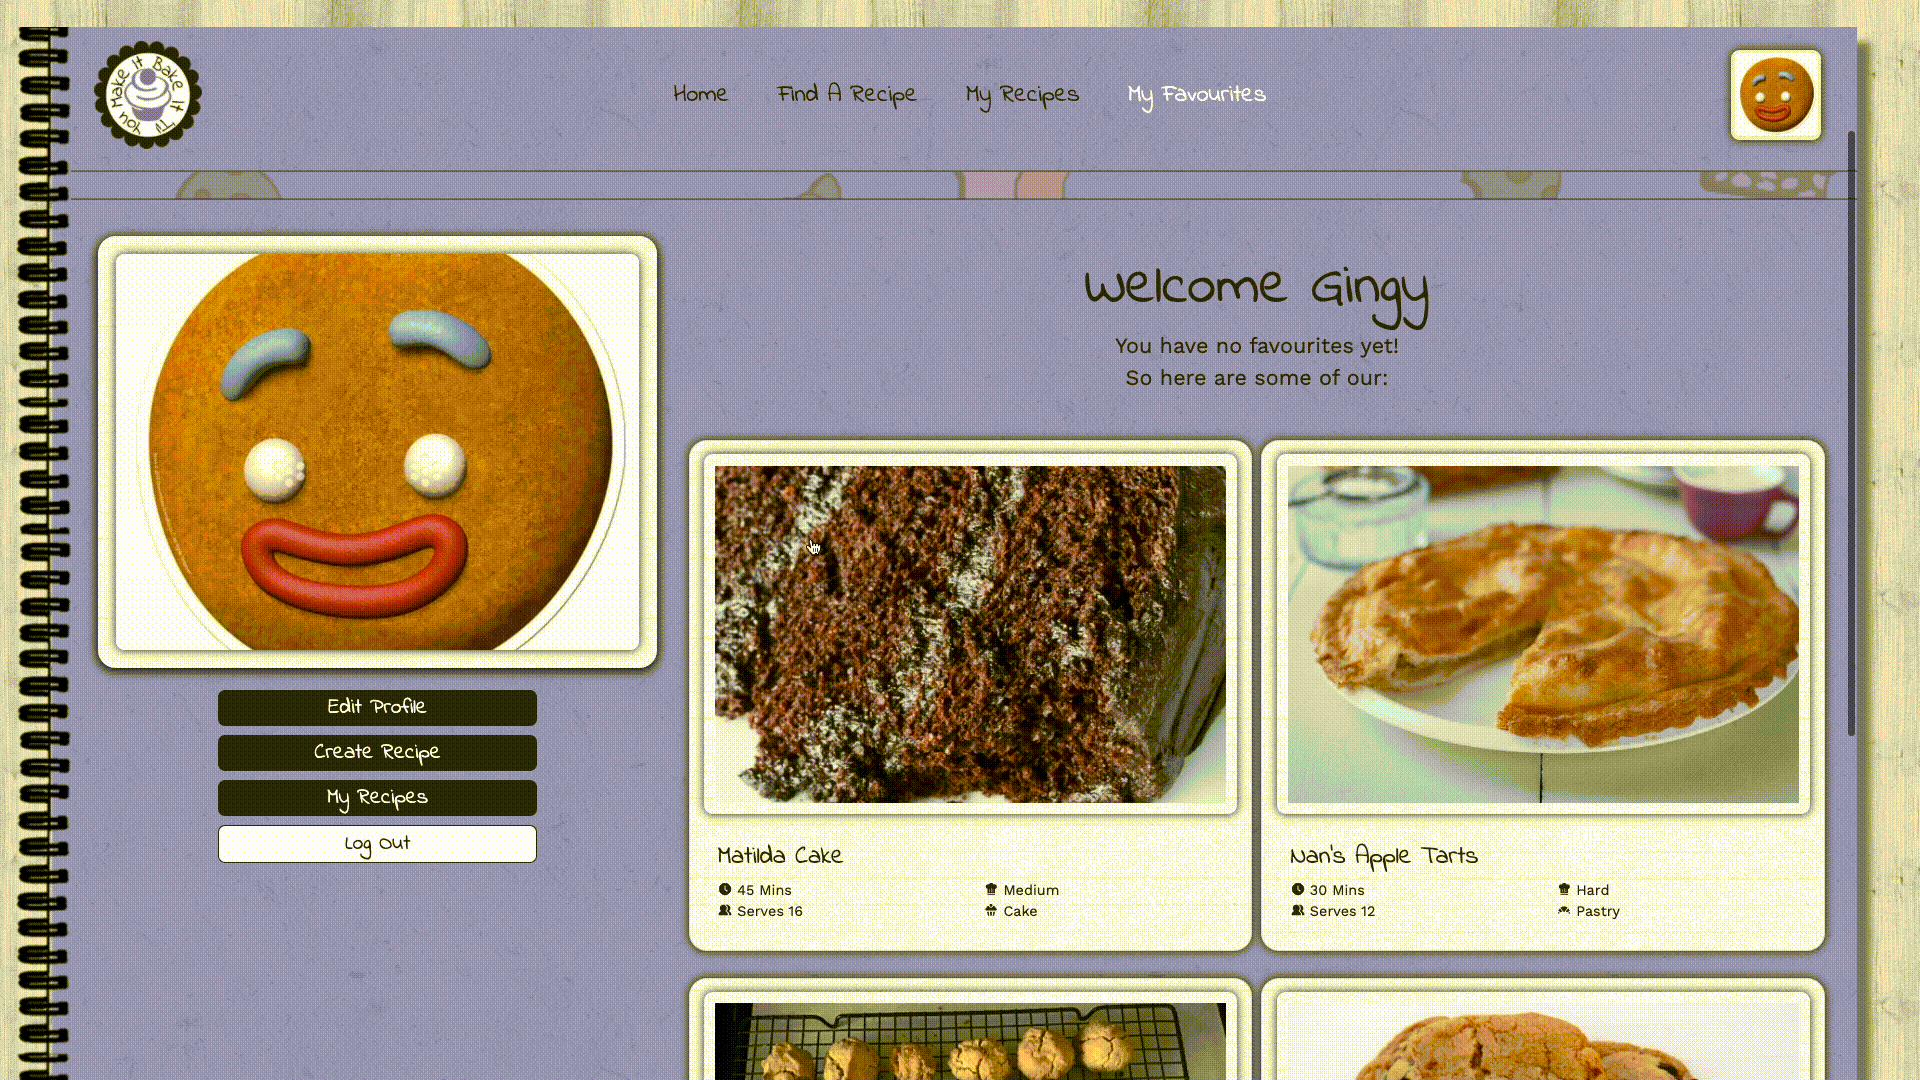 Make It Bake It You
Home Find A Recipe My Recipes My Favourites
Welcome Gingy
You have no favourites yet!
So here are some of our:
Edit Profile
Create Recipe
My Recipes
Log Out
Matilda Cake
45 Mins Medium
Serves 16 Cake
Nan's Apple Tarts
30 Mins Hard
Serves 12 Pastry